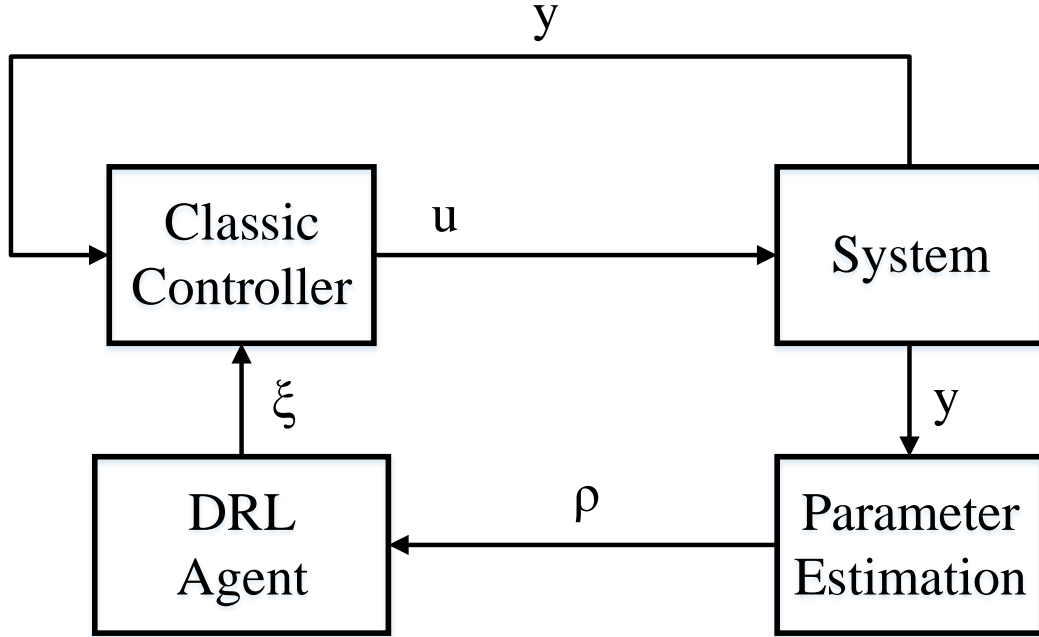 y
Classic
Controller
u
System
ξ
y
DRL
Agent
ρ
Parameter
Estimation